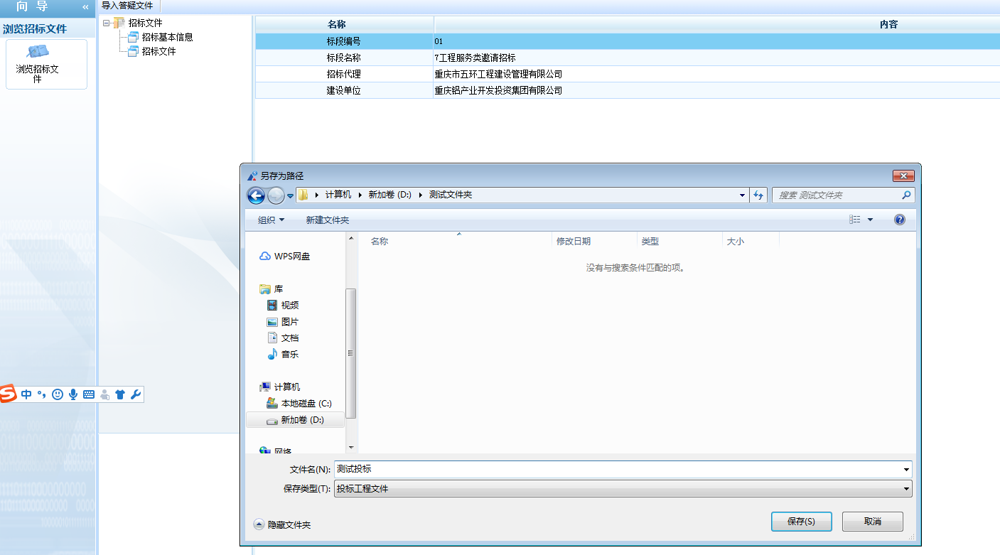 向 导 «
导入答疑文件
浏览招标文件
浏览招标文
件
招标文件
招标基本信息
招标文件
名称 内容
标段编号 01
标段名称 7工程服务类邀请招标
招标代理 重庆市五环工程建设管理有限公司
建设单位 重庆铝产业开发投资集团有限公司
另存为路径
计算机 新加卷 (D:) 测试文件夹
搜索 测试文件夹
组织 新建文件夹
名称 修改日期 类型 大小
没有与搜索条件匹配的项。
WPS网盘
库
视频
图片
文档
音乐
计算机
本地磁盘 (C:)
新加卷 (D:)
网络
中
文件名(N): 测试投标
保存类型(T): 投标工程文件
隐藏文件夹
保存(S) 取消